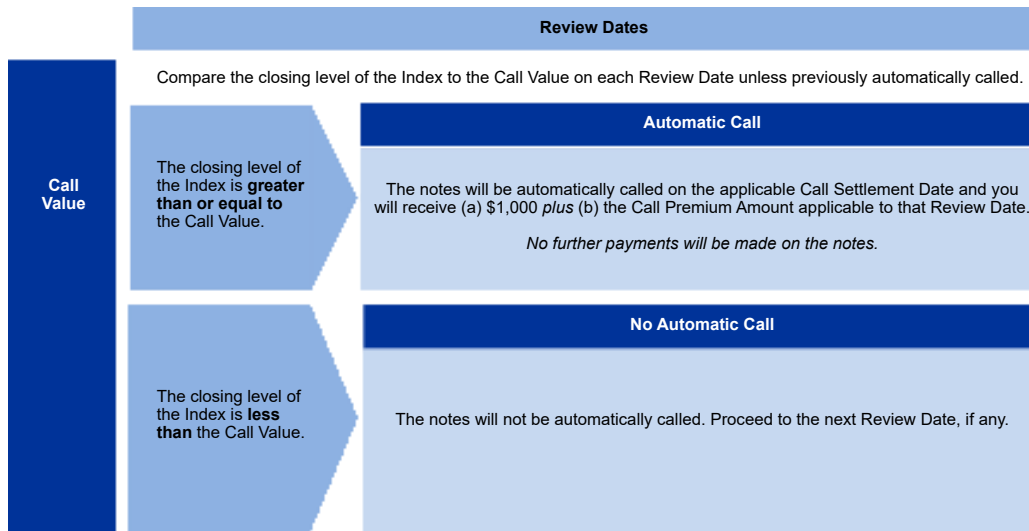 Review Dates
Compare the closing level of the Index to the Call Value on each Review Date unless previously automatically called.
Call
Value
The closing level of
the Index is greater
than or equal to
the Call Value.
Automatic Call
The notes will be automatically called on the applicable Call Settlement Date and you
will receive (a) $1,000 plus (b) the Call Premium Amount applicable to that Review Date.
No further payments will be made on the notes.
The closing level of
the Index is less
than the Call Value.
No Automatic Call
The notes will not be automatically called. Proceed to the next Review Date, if any.